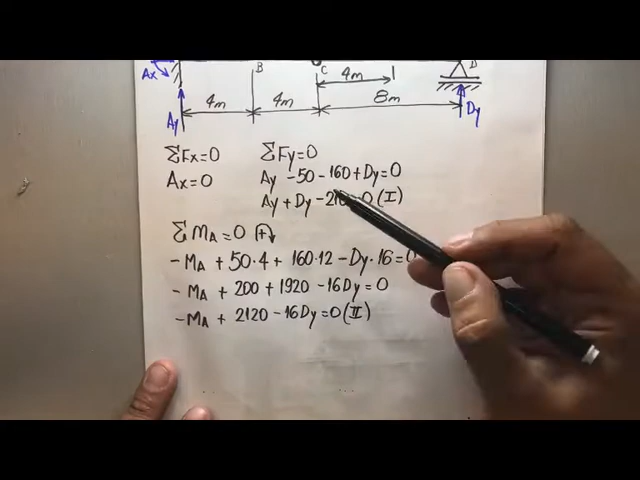 Ax B C D
4m
4m 4m 8m
Ay Dy
ΣFx=0 ΣFy=0
Ax=0 Ay -50 -160+Dy=0
Ay + Dy (I)
ΣMA=0 +
-MA + 50·4 + 160·12 - Dy·16=0
-MA + 200 + 1920 - 16Dy = 0
-MA + 2120 - 16Dy=0 (II)